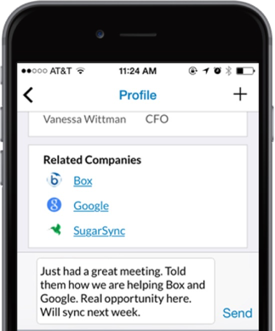 AT&T 11:24 AM
Profile
Vanessa Wittman CFO
Related Companies
Box
Google
SugarSync
Just had a great meeting. Told
them how we are helping Box and
Google. Real opportunity here.
Will sync next week.
Send